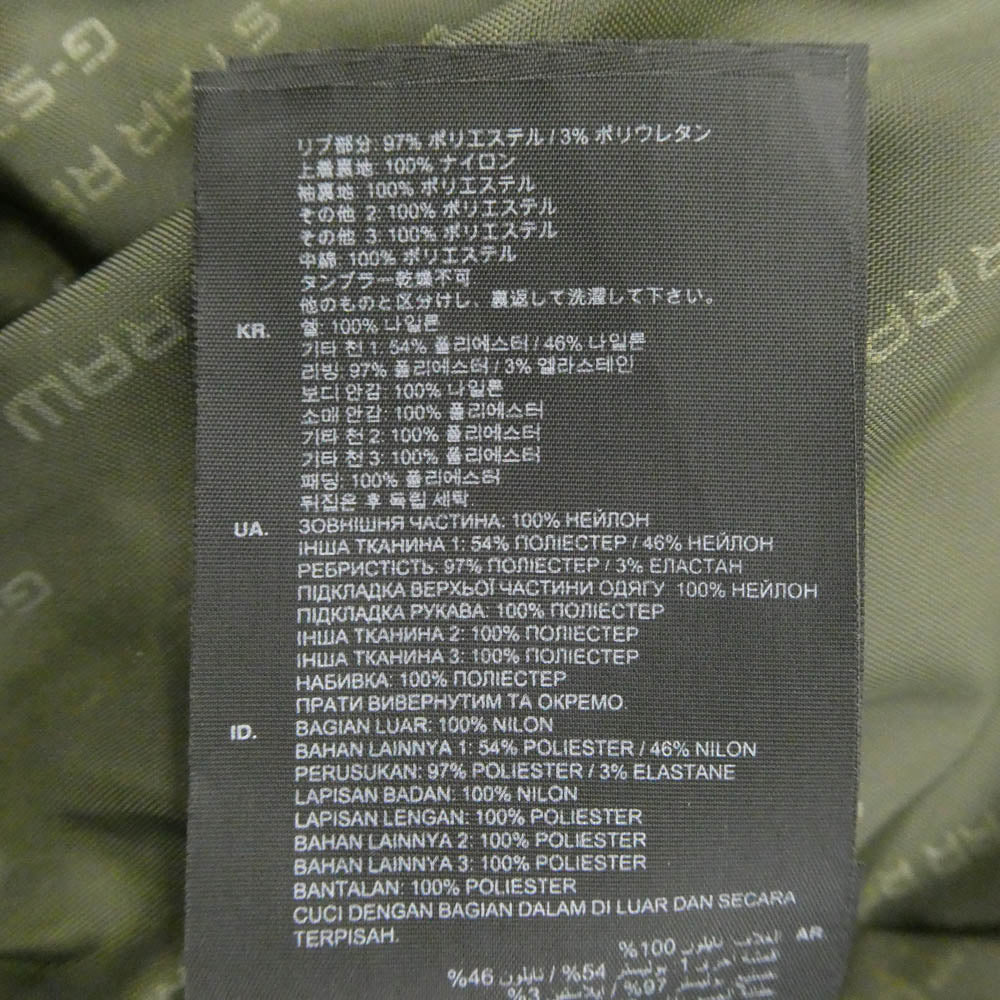 リブ部分: 97% ポリエステル / 3% ポリウレタン
上着裏地: 100% ナイロン
袖裏地: 100% ポリエステル
その他 2: 100% ポリエステル
その他 3: 100% ポリエステル
中綿: 100% ポリエステル
タンブラー乾燥不可
他のものと区分けし、裏返して洗濯して下さい。
KR. 쉘: 100% 나일론
기타 천 1: 54% 폴리에스터 / 46% 나일론
리빙: 97% 폴리에스터 / 3% 엘라스테인
보디 안감: 100% 나일론
소매 안감: 100% 폴리에스터
기타 천 2: 100% 폴리에스터
기타 천 3: 100% 폴리에스터
패딩: 100% 폴리에스터
뒤집은 후 독립 세탁
UA. ЗОВНІШНЯ ЧАСТИНА: 100% НЕЙЛОН
ІНША ТКАНИНА 1: 54% ПОЛІЕСТЕР / 46% НЕЙЛОН
РЕБРИСТІСТЬ: 97% ПОЛІЕСТЕР / 3% ЕЛАСТАН
ПІДКЛАДКА ВЕРХЬОЇ ЧАСТИНИ ОДЯГУ 100% НЕЙЛОН
ПІДКЛАДКА РУКАВА: 100% ПОЛІЕСТЕР
ІНША ТКАНИНА 2: 100% ПОЛІЕСТЕР
ІНША ТКАНИНА 3: 100% ПОЛІЕСТЕР
НАБИВКА: 100% ПОЛІЕСТЕР
ПРАТИ ВИВЕРНУТИМ ТА ОКРЕМО.
ID. BAGIAN LUAR: 100% NILON
BAHAN LAINNYA 1: 54% POLIESTER / 46% NILON
PERUSUKAN: 97% POLIESTER / 3% ELASTANE
LAPISAN BADAN: 100% NILON
LAPISAN LENGAN: 100% POLIESTER
BAHAN LAINNYA 2: 100% POLIESTER
BAHAN LAINNYA 3: 100% POLIESTER
BANTALAN: 100% POLIESTER
CUCI DENGAN BAGIAN DALAM DI LUAR DAN SECARA
TERPISAH.
AR الغلاف: نايلون 100%
1 بوليستر 54% / نايلون 46%
97% / 3%